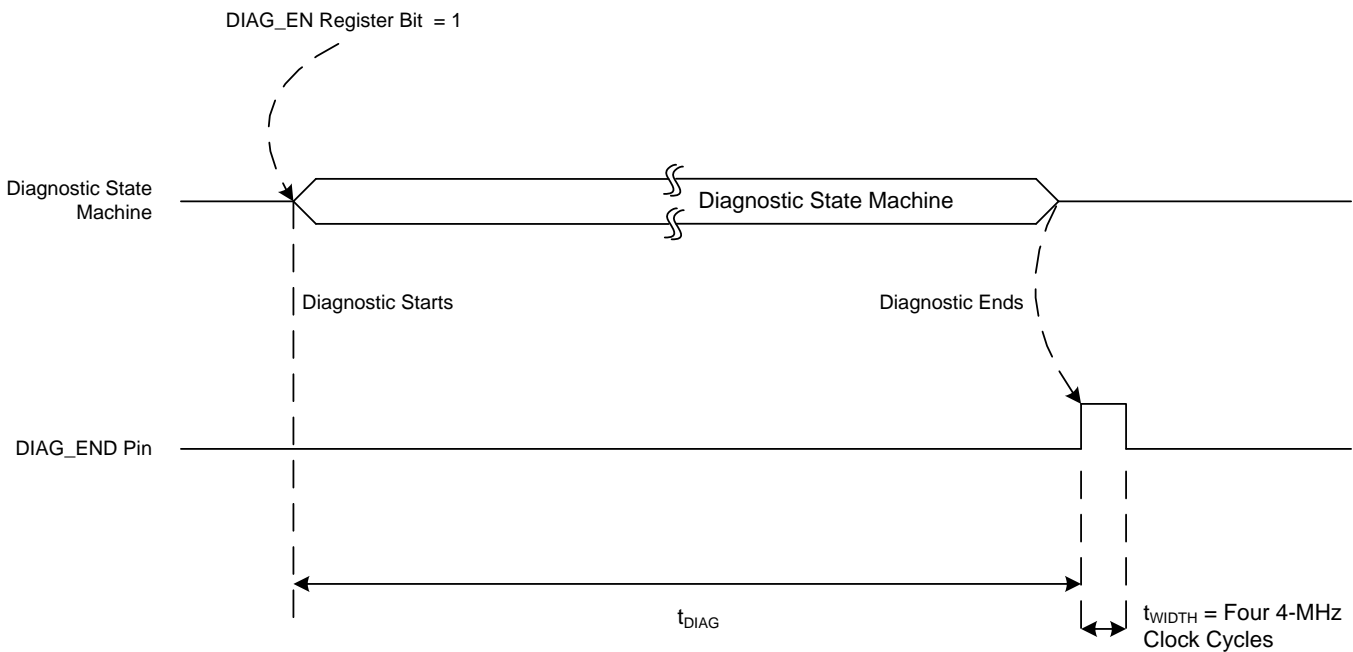 DIAG_EN Register Bit = 1
Diagnostic State
Machine
Diagnostic State Machine
Diagnostic Starts
Diagnostic Ends
DIAG_END Pin
tDIAG
tWIDTH = Four 4-MHz
Clock Cycles